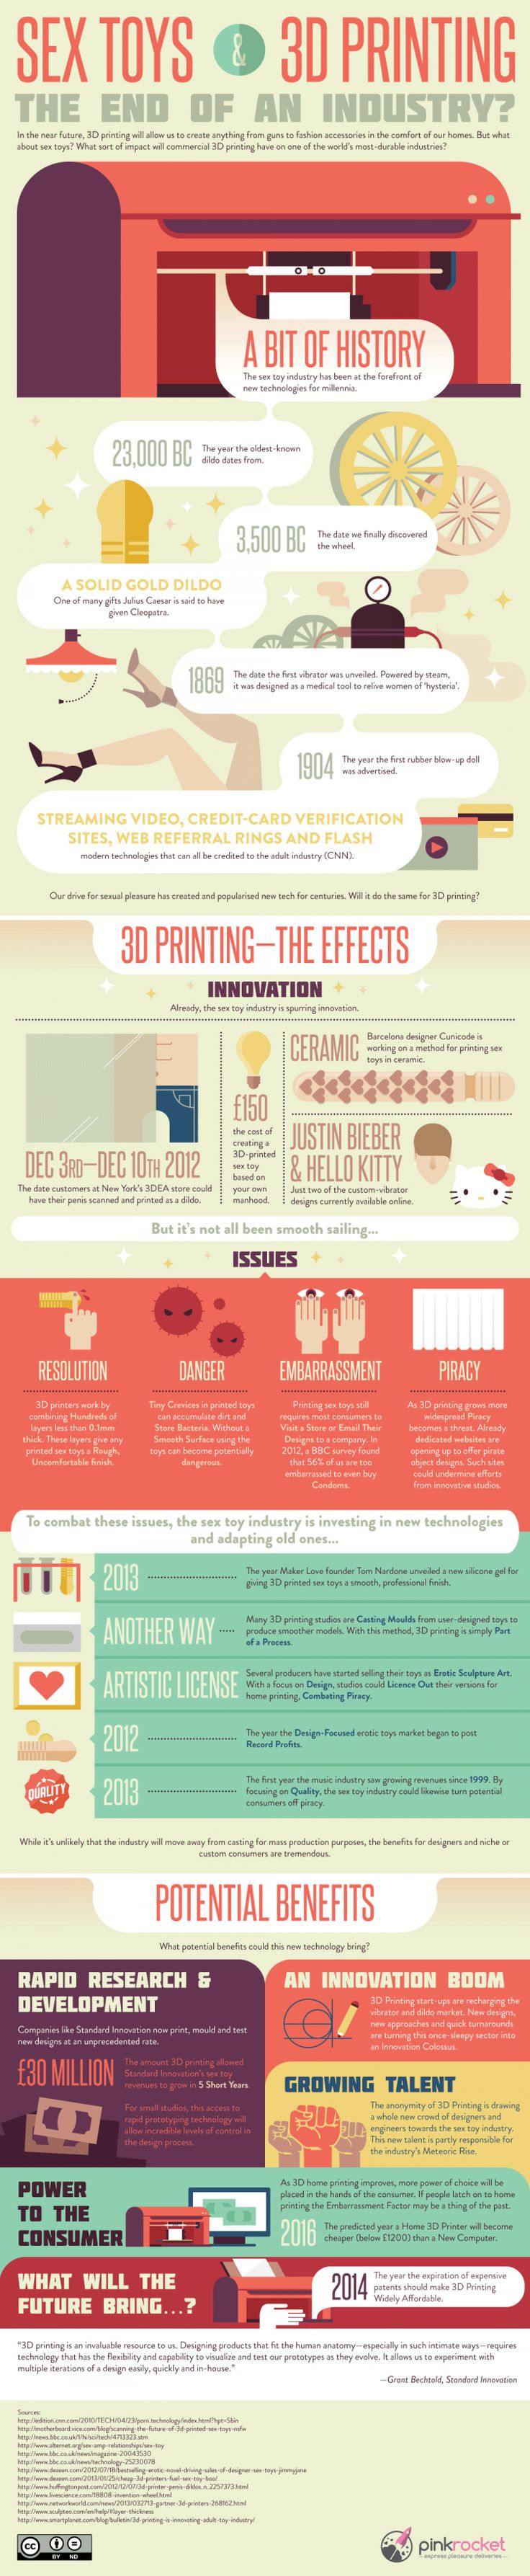 SEX TOYS & 3D PRINTING
THE END OF AN INDUSTRY?
In the near future, 3D printing will allow us to create anything from guns to fashion accessories in the comfort of our homes. But what
about sex toys? What sort of impact will commercial 3D printing have on one of the world's most-durable industries?
A BIT OF HISTORY
The sex toy industry has been at the forefront of
new technologies for millennia.
23,000 BC
The year the oldest-known
dildo dates from.
3,500 BC
The date we finally discovered
the wheel.
A SOLID GOLD DILDO
One of many gifts Julius Caesar is said to have
given Cleopatra.
1869
The date the first vibrator was unveiled. Powered by steam,
it was designed as a medical tool to relive women of 'hysteria'.
1904
The year the first rubber blow-up doll
was advertised.
STREAMING VIDEO, CREDIT-CARD VERIFICATION
SITES, WEB REFERRAL RINGS AND FLASH
modern technologies that can all be credited to the adult industry (CNN).
Our drive for sexual pleasure has created and popularised new tech for centuries. Will it do the same for 3D printing?
3D PRINTING—THE EFFECTS
INNOVATION
Already, the sex toy industry is spurring innovation.
DEC 3RD—DEC 10TH 2012
The date customers at New York's 3DEA store could
have their penis scanned and printed as a dildo.
£150
the cost of
creating a
3D-printed
sex toy
based on
your own
manhood.
CERAMIC
Barcelona designer Cunicode is
working on a method for printing sex
toys in ceramic.
JUSTIN BIEBER
& HELLO KITTY
Just two of the custom-vibrator
designs currently available online.
But it's not all been smooth sailing...
ISSUES
RESOLUTION
3D printers work by
combining Hundreds of
layers less than 0.1mm
thick. These layers give any
printed sex toys a Rough,
Uncomfortable finish.
DANGER
Tiny Crevices in printed toys
can accumulate dirt and
Store Bacteria. Without a
Smooth Surface using the
toys can become potentially
dangerous.
EMBARRASSMENT
Printing sex toys still
requires most consumers to
Visit a Store or Email Their
Designs to a company. In
2012, a BBC survey found
that 56% of us are too
embarrassed to even buy
Condoms.
PIRACY
As 3D printing grows more
widespread Piracy
becomes a threat. Already
dedicated websites are
opening up to offer pirate
object designs. Such sites
could undermine efforts
from innovative studios.
To combat these issues, the sex toy industry is investing in new technologies
and adapting old ones...
2013
The year Maker Love founder Tom Nardone unveiled a new silicone gel for
giving 3D printed sex toys a smooth, professional finish.
ANOTHER WAY
Many 3D printing studios are Casting Moulds from user-designed toys to
produce smoother models. With this method, 3D printing is simply Part
of a Process.
ARTISTIC LICENSE
Several producers have started selling their toys as Erotic Sculpture Art.
With a focus on Design, studios could Licence Out their versions for
home printing, Combating Piracy.
2012
The year the Design-Focused erotic toys market began to post
Record Profits.
QUALITY
2013
The first year the music industry saw growing revenues since 1999. By
focusing on Quality, the sex toy industry could likewise turn potential
consumers off piracy.
While it's unlikely that the industry will move away from casting for mass production purposes, the benefits for designers and niche or
custom consumers are tremendous.
POTENTIAL BENEFITS
What potential benefits could this new technology bring?
RAPID RESEARCH &
DEVELOPMENT
Companies like Standard Innovation now print, mould and test
new designs at an unprecedented rate.
£30 MILLION
The amount 3D printing allowed
Standard Innovation's sex toy
revenues to grow in 5 Short Years.
For small studios, this access to
rapid prototyping technology will
allow incredible levels of control in
the design process.
AN INNOVATION BOOM
3D Printing start-ups are recharging the
vibrator and dildo market. New designs,
new approaches and quick turnarounds
are turning this once-sleepy sector into
an Innovation Colossus.
GROWING TALENT
The anonymity of 3D Printing is drawing
a whole new crowd of designers and
engineers towards the sex toy industry.
This new talent is partly responsible for
the industry's Meteoric Rise.
POWER
TO THE
CONSUMER
As 3D home printing improves, more power of choice will be
placed in the hands of the consumer. If people latch on to home
printing the Embarrassment Factor may be a thing of the past.
2016
The predicted year a Home 3D Printer will become
cheaper (below £1200) than a New Computer.
WHAT WILL THE
FUTURE BRING...?
2014
The year the expiration of expensive
patents should make 3D Printing
Widely Affordable.
"3D printing is an invaluable resource to us. Designing products that fit the human anatomy—especially in such intimate ways—requires
technology that has the flexibility and capability to visualize and test our prototypes as they evolve. It allows us to experiment with
multiple iterations of a design easily, quickly and in-house."
—Grant Bechtold, Standard Innovation
Sources:
http://edition.cnn.com/2010/TECH/04/23/porn.technology/index.html?hpt=Sbin
http://motherboard.vice.com/blog/scanning-the-future-of-3d-printed-sex-toys-nsfw
http://news.bbc.co.uk/1/hi/sci/tech/4713323.stm
http://www.alternet.org/sex-amp-relationships/sex-toy
http://www.bbc.co.uk/news/magazine-20043530
http://www.bbc.co.uk/news/technology-25230078
http://www.dezeen.com/2012/07/18/bestselling-erotic-novel-driving-sales-of-designer-sex-toys-jimmyjane
http://www.dezeen.com/2013/01/25/cheap-3d-printers-fuel-sex-toy-boo/
http://www.huffingtonpost.com/2012/12/07/3d-printer-penis-dildos_n_2257373.html
http://www.livescience.com/18808-invention-wheel.html
http://www.networkworld.com/news/2013/032713-gartner-3d-printers-268162.html
http://www.sculpteo.com/en/help/#layer-thickness
http://www.smartplanet.com/blog/bulletin/3d-printing-is-innovating-adult-toy-industry/
cc BY ND
pinkrocket
express pleasure deliveries